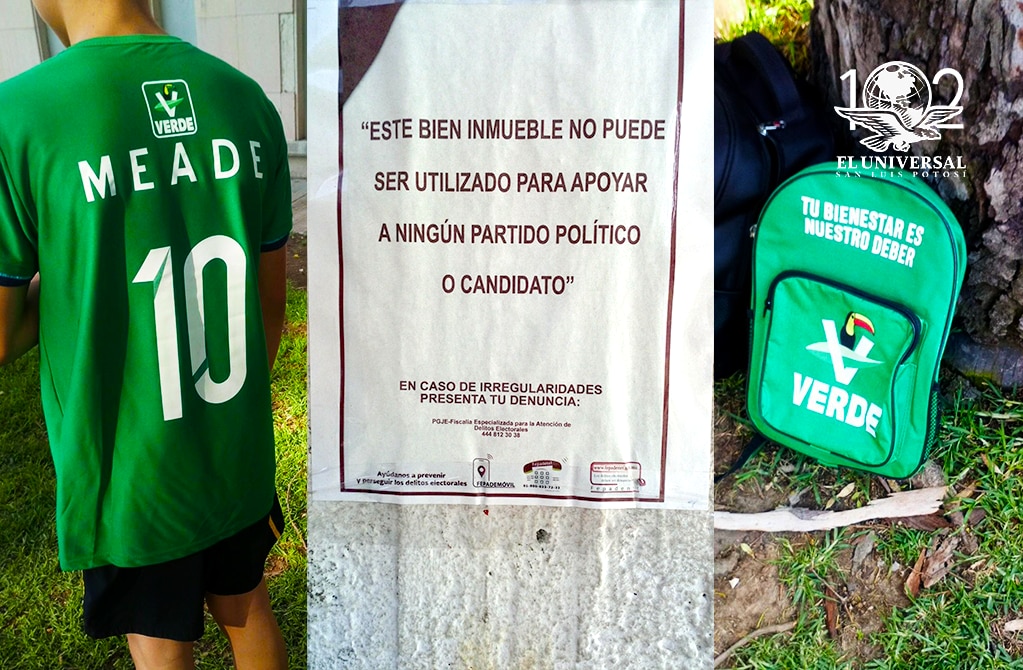 VERDE
MEADE
10
“ESTE BIEN INMUEBLE NO PUEDE
SER UTILIZADO PARA APOYAR
A NINGÚN PARTIDO POLÍTICO
O CANDIDATO”
EN CASO DE IRREGULARIDADES
PRESENTA TU DENUNCIA:
PGJE-Fiscalía Especializada para la Atención de
Delitos Electorales
444 812 30 38
Ayúdanos a prevenir
y perseguir los delitos electorales
FEPADEMÓVIL
Fepadetel
102
EL UNIVERSAL
SAN LUIS POTOSÍ
TU BIENESTAR ES
NUESTRO DEBER
VERDE